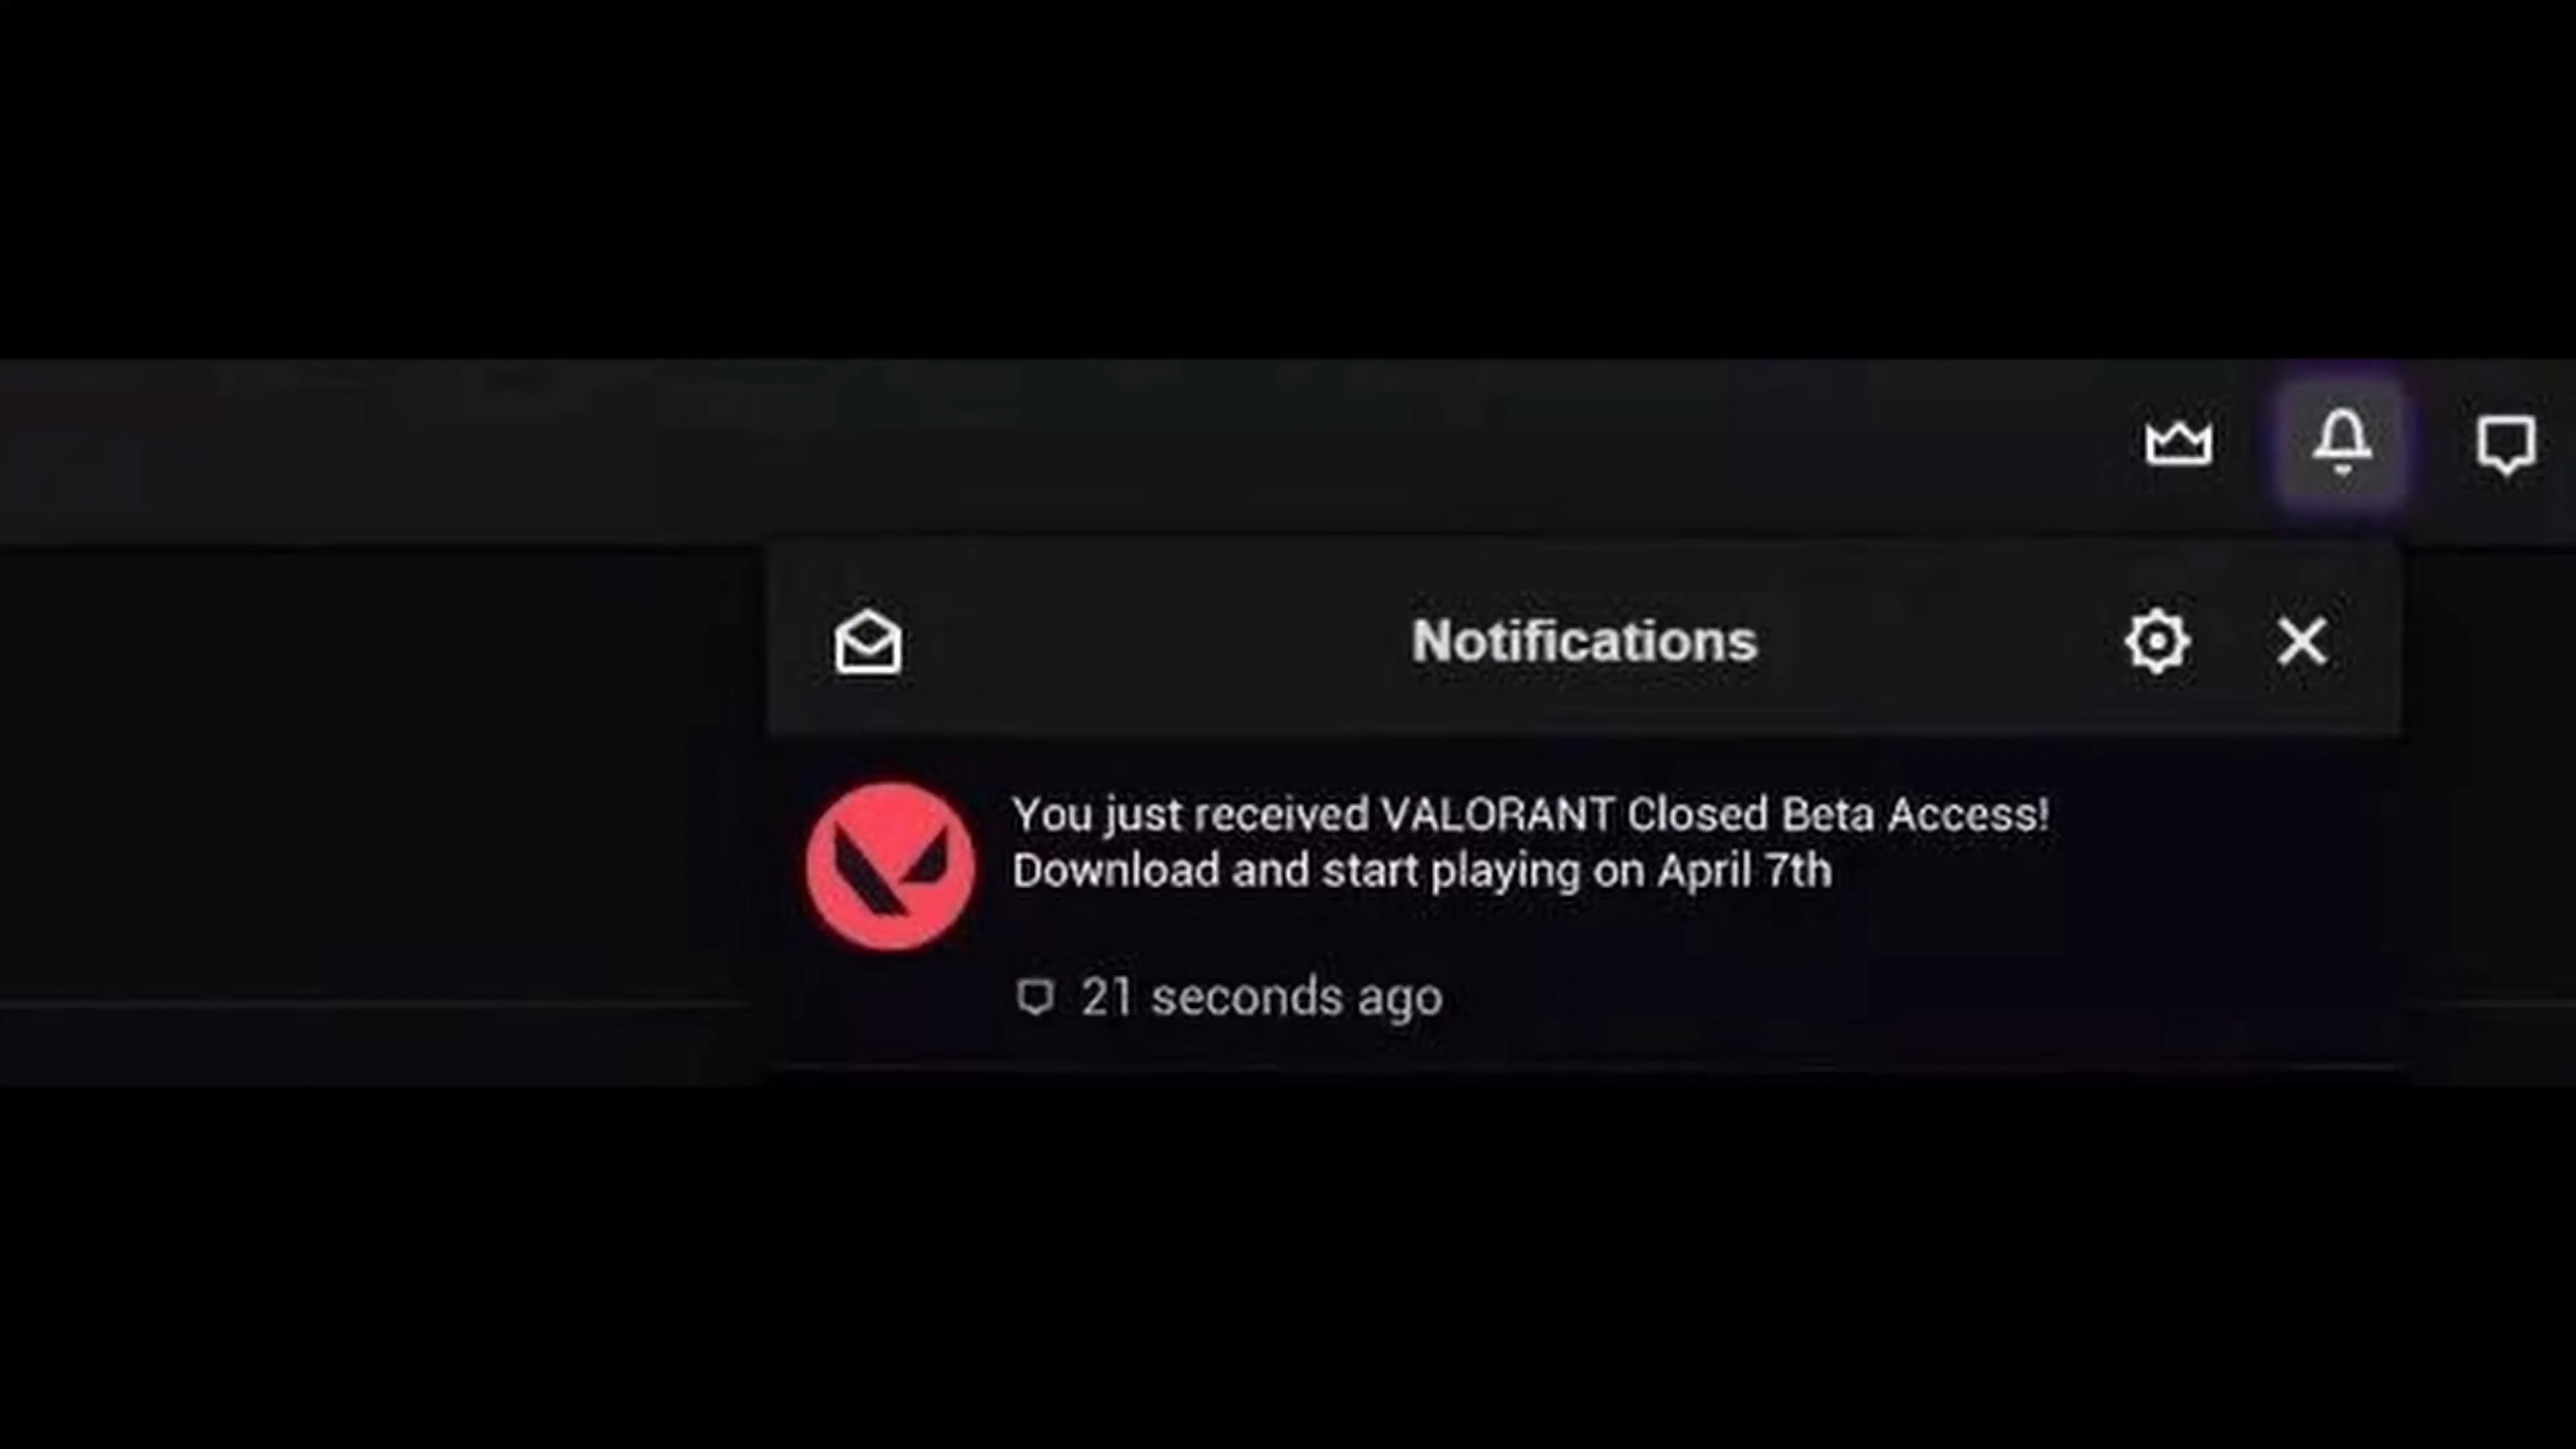 Notifications
You just received VALORANT Closed Beta Access!
Download and start playing on April 7th
21 seconds ago